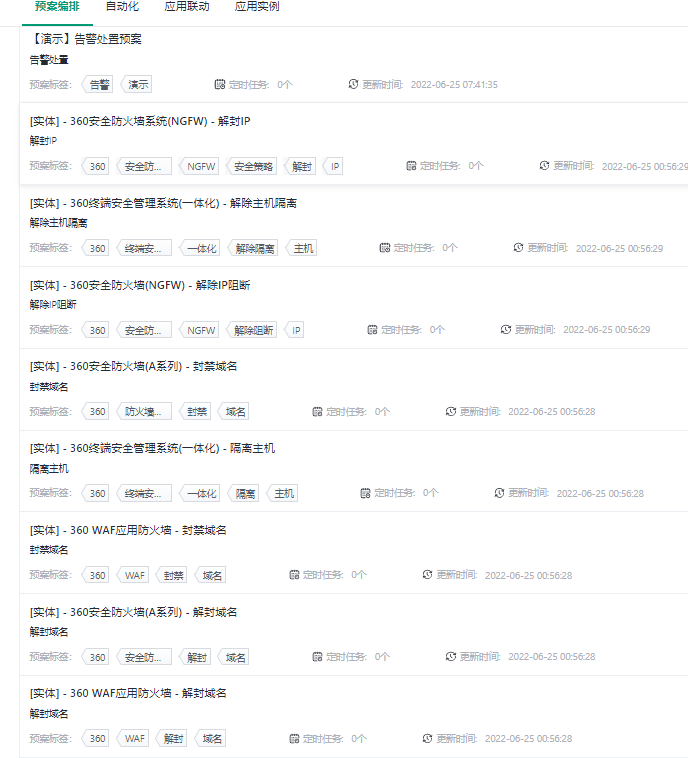 预案编排 自动化 应用联动 应用实例
【演示】告警处置预案
告警处置
预案标签： 告警 演示 定时任务： 0个 更新时间： 2022-06-25 07:41:35
[实体] - 360安全防火墙系统(NGFW) - 解封IP
解封IP
预案标签： 360 安全防... NGFW 安全策略 解封 IP 定时任务： 0个 更新时间： 2022-06-25 00:56:29
[实体] - 360终端安全管理系统(一体化) - 解除主机隔离
解除主机隔离
预案标签： 360 终端安... 一体化 解除隔离 主机 定时任务： 0个 更新时间： 2022-06-25 00:56:29
[实体] - 360安全防火墙(NGFW) - 解除IP阻断
解除IP阻断
预案标签： 360 安全防... NGFW 解除阻断 IP 定时任务： 0个 更新时间： 2022-06-25 00:56:29
[实体] - 360安全防火墙(A系列) - 封禁域名
封禁域名
预案标签： 360 防火墙... 封禁 域名 定时任务： 0个 更新时间： 2022-06-25 00:56:28
[实体] - 360终端安全管理系统(一体化) - 隔离主机
隔离主机
预案标签： 360 终端安... 一体化 隔离 主机 定时任务： 0个 更新时间： 2022-06-25 00:56:28
[实体] - 360 WAF应用防火墙 - 封禁域名
封禁域名
预案标签： 360 WAF 封禁 域名 定时任务： 0个 更新时间： 2022-06-25 00:56:28
[实体] - 360安全防火墙(A系列) - 解封域名
解封域名
预案标签： 360 安全防... 解封 域名 定时任务： 0个 更新时间： 2022-06-25 00:56:28
[实体] - 360 WAF应用防火墙 - 解封域名
解封域名
预案标签： 360 WAF 解封 域名 定时任务： 0个 更新时间： 2022-06-25 00:56:28